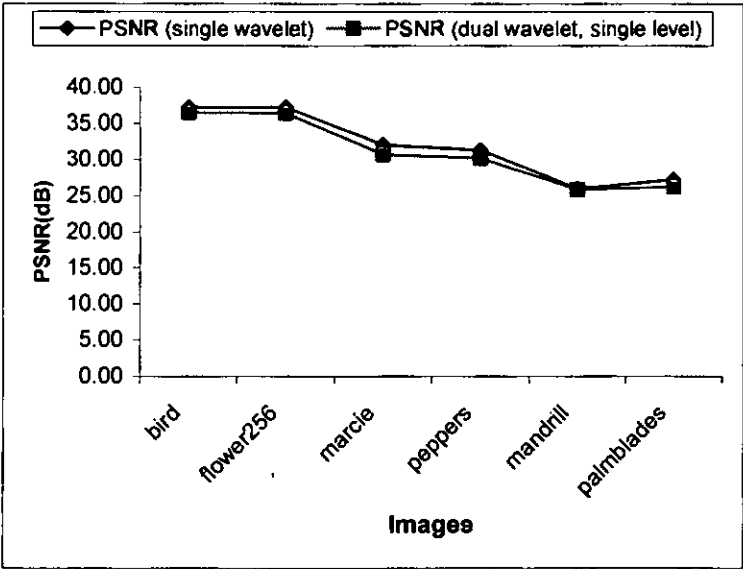 PSNR (single wavelet) PSNR (dual wavelet, single level)
40.00
35.00
30.00
25.00
20.00
15.00
10.00
5.00
0.00
PSNR(dB)
bird
flower256
marcie
peppers
mandrill
palmblades
Images